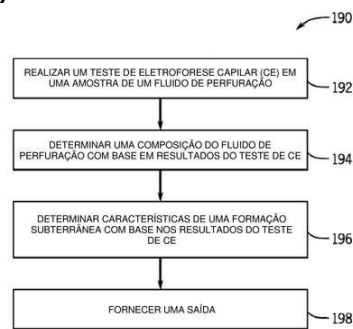 190
REALIZAR UM TESTE DE ELETROFORESE CAPILAR (CE) EM
UMA AMOSTRA DE UM FLUIDO DE PERFURAÇÃO
192
DETERMINAR UMA COMPOSIÇÃO DO FLUIDO DE
PERFURAÇÃO COM BASE EM RESULTADOS DO TESTE DE CE
194
DETERMINAR CARACTERÍSTICAS DE UMA FORMAÇÃO
SUBTERRÂNEA COM BASE NOS RESULTADOS DO TESTE
DE CE
196
FORNECER UMA SAÍDA
198